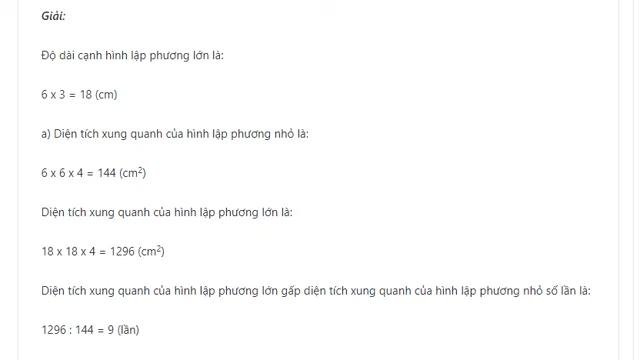 Giải:
Độ dài cạnh hình lập phương lớn là:
6 x 3 = 18 (cm)
a) Diện tích xung quanh của hình lập phương nhỏ là:
6 x 6 x 4 = 144 (cm²)
Diện tích xung quanh của hình lập phương lớn là:
18 x 18 x 4 = 1296 (cm²)
Diện tích xung quanh của hình lập phương lớn gấp diện tích xung quanh của hình lập phương nhỏ số lần là:
1296 : 144 = 9 (lần)